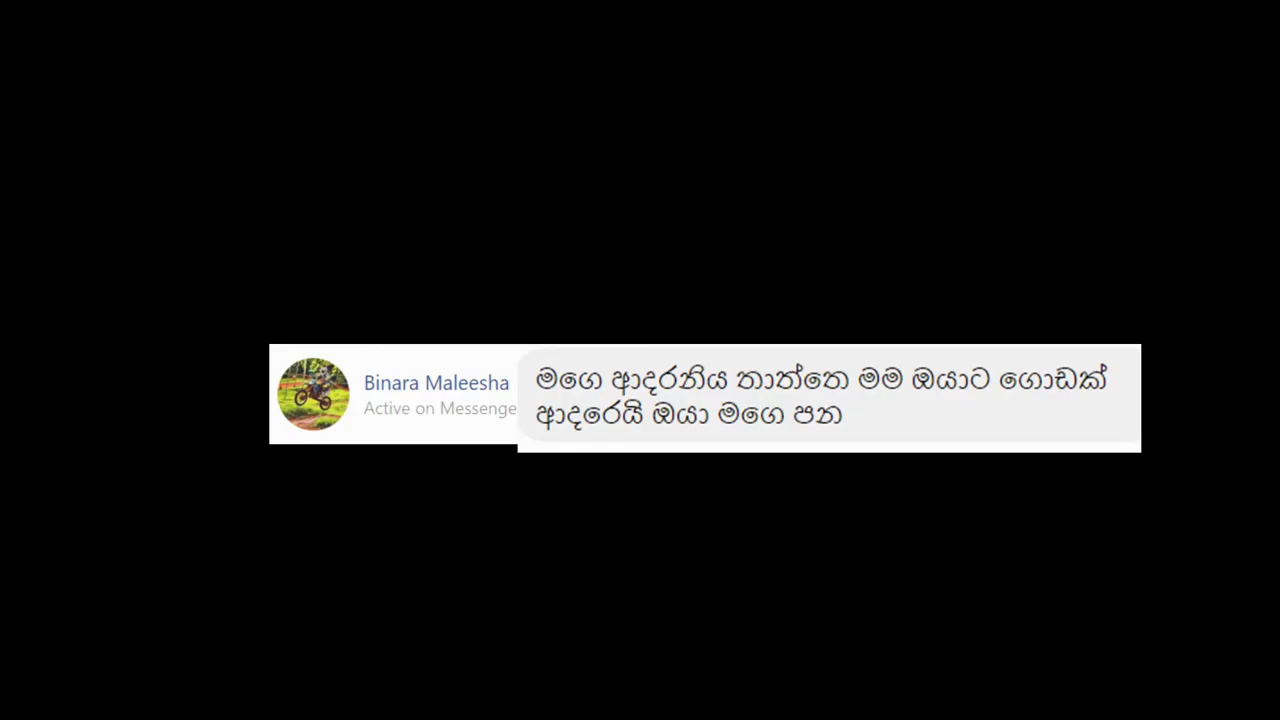 Binara Maleesha
Active on Messenge
මගෙ ආදරනිය තාත්තෙ මම ඔයාට ගොඩක්
ආදරෙයි ඔයා මගෙ පන